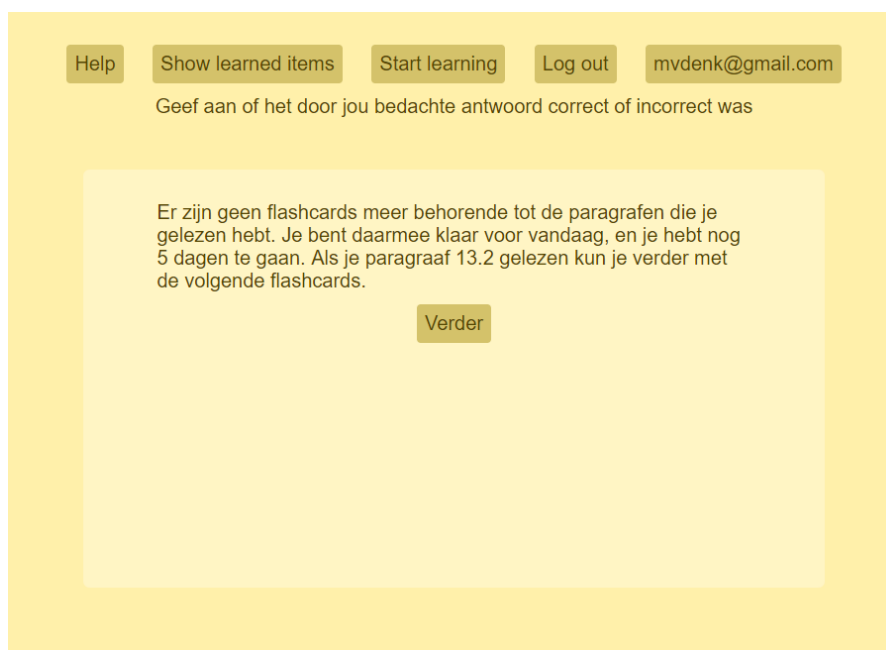 Help Show learned items Start learning Log out mvdenk@gmail.com
Geef aan of het door jou bedachte antwoord correct of incorrect was
Er zijn geen flashcards meer behorende tot de paragrafen die je
gelezen hebt. Je bent daarmee klaar voor vandaag, en je hebt nog
5 dagen te gaan. Als je paragraaf 13.2 gelezen kun je verder met
de volgende flashcards.
Verder